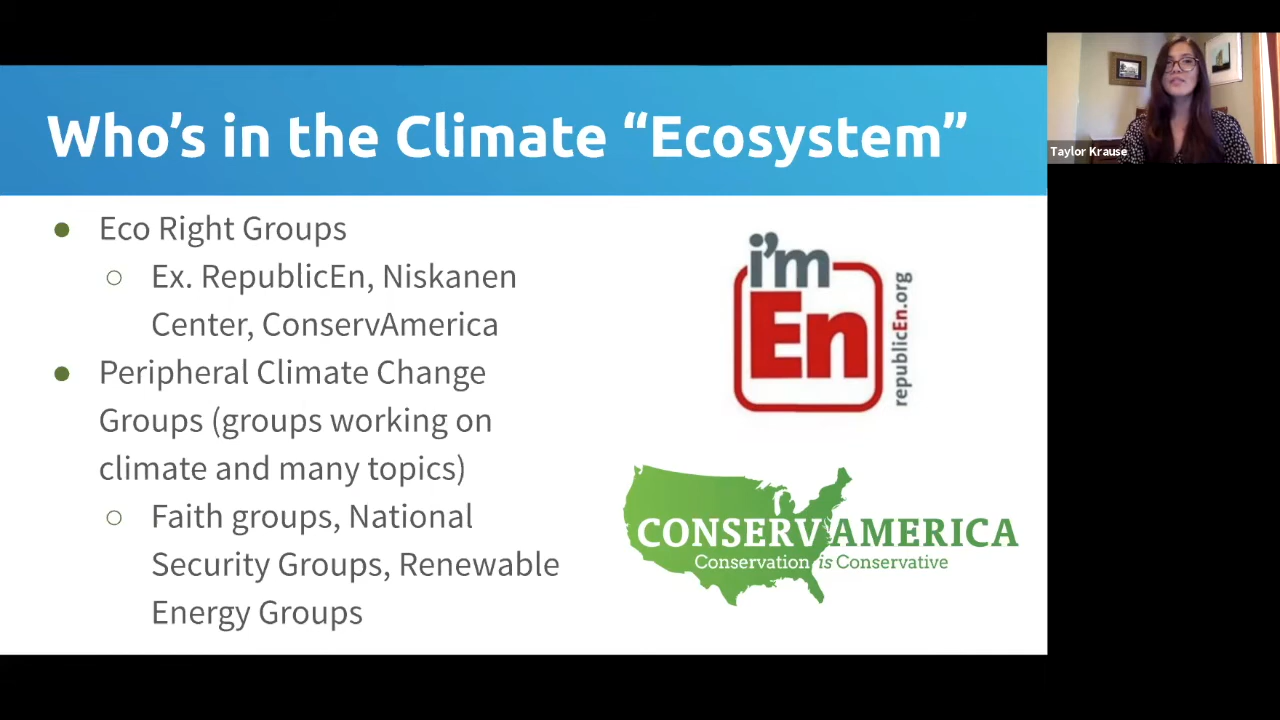 Who's in the Climate “Ecosystem”
Taylor Krause
● Eco Right Groups
○ Ex. RepublicEn, Niskanen
Center, ConservAmerica
● Peripheral Climate Change
Groups (groups working on
climate and many topics)
○ Faith groups, National
Security Groups, Renewable
Energy Groups
i'm
En
republicEn.org
CONSERVAMERICA
Conservation is Conservative